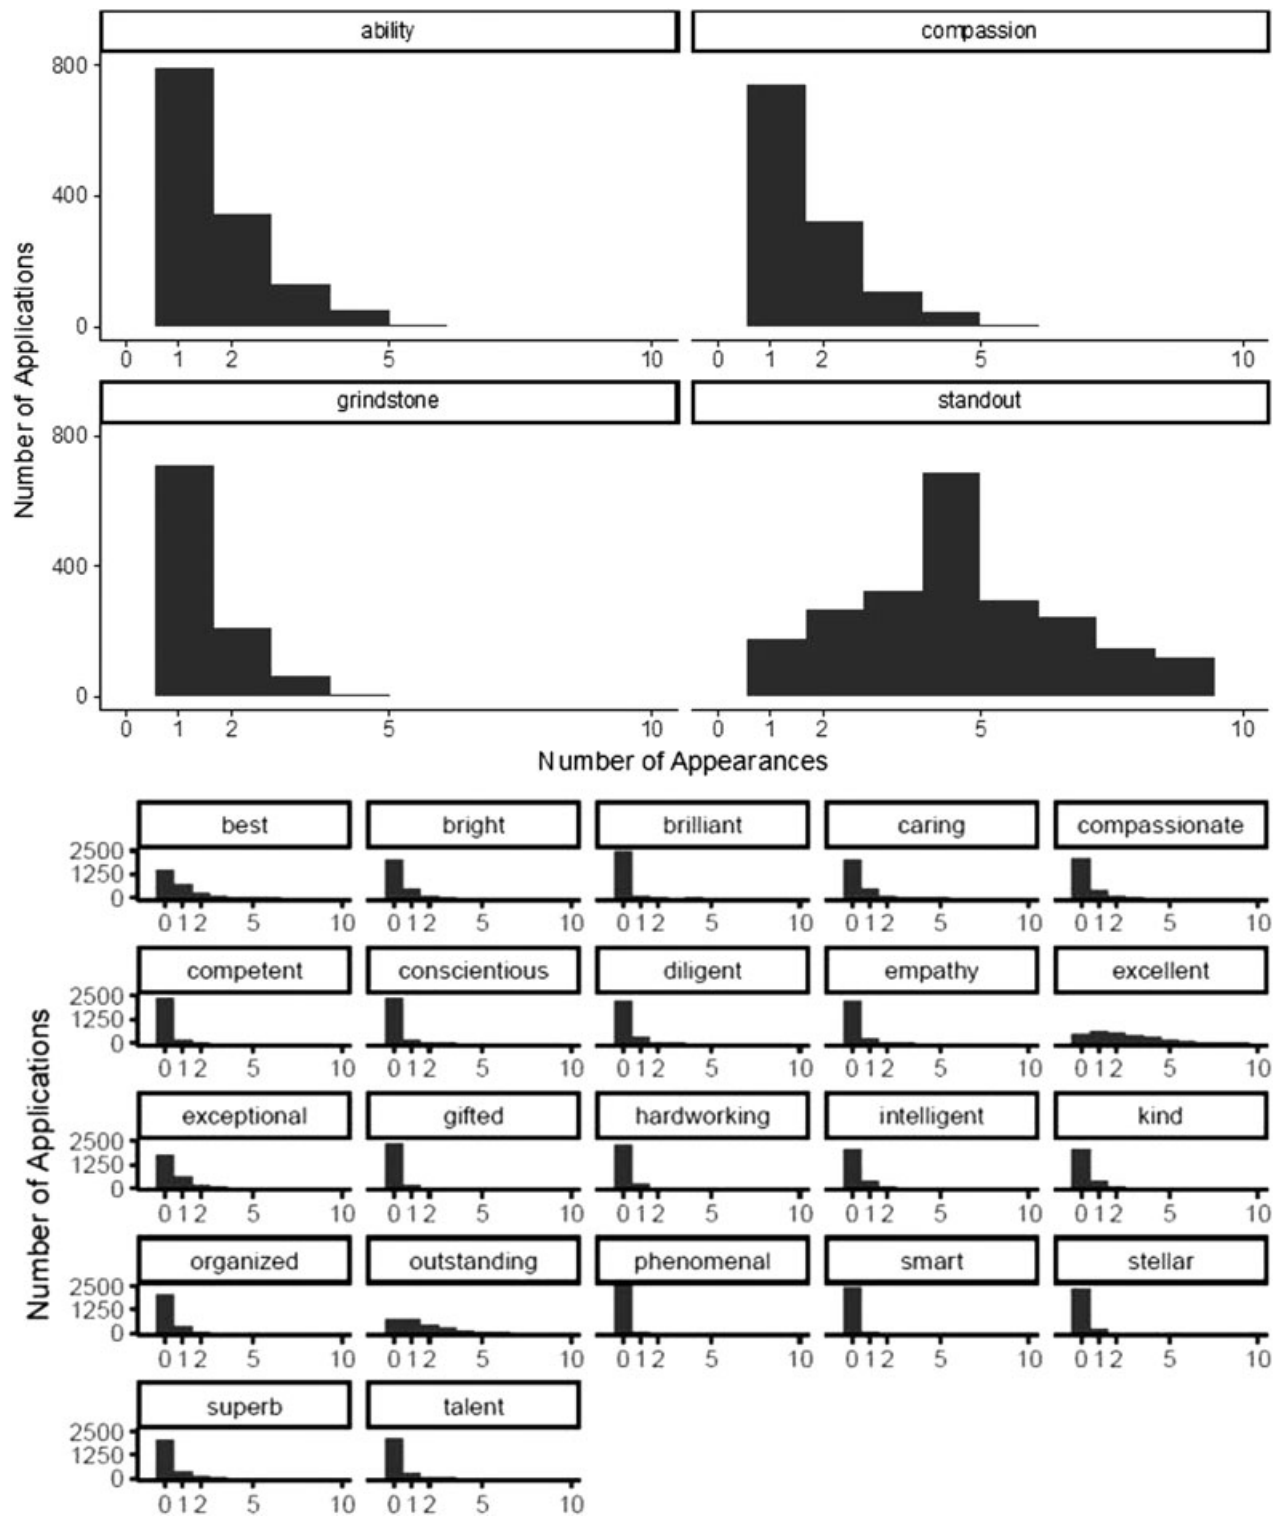 ability compassion
800
400
0
0 1 2 5 10 0 1 2 5 10
grindstone standout
800
400
0
0 1 2 5 10 0 1 2 5 10
Number of Applications
Number of Appearances
best bright brilliant caring compassionate
2500
1250
0
0 1 2 5 10 0 1 2 5 10 0 1 2 5 10 0 1 2 5 10 0 1 2 5 10
competent conscientious diligent empathy excellent
2500
1250
0
0 1 2 5 10 0 1 2 5 10 0 1 2 5 10 0 1 2 5 10 0 1 2 5 10
exceptional gifted hardworking intelligent kind
2500
1250
0
0 1 2 5 10 0 1 2 5 10 0 1 2 5 10 0 1 2 5 10 0 1 2 5 10
organized outstanding phenomenal smart stellar
2500
1250
0
0 1 2 5 10 0 1 2 5 10 0 1 2 5 10 0 1 2 5 10 0 1 2 5 10
superb talent
2500
1250
0
0 1 2 5 10 0 1 2 5 10
Number of Applications